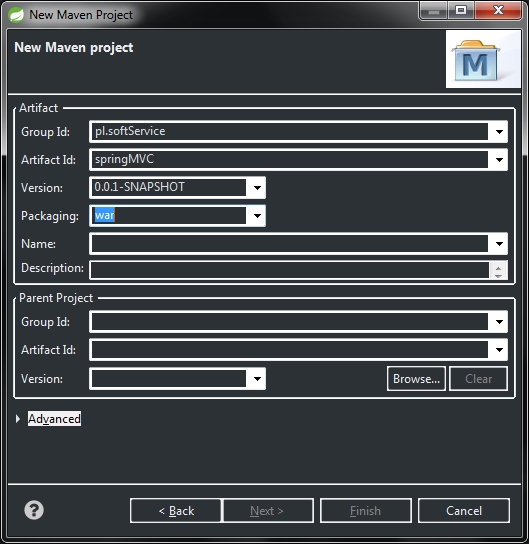 New Maven Project
New Maven project
M
Artifact
Group Id: pl.softService
Artifact Id: springMVC
Version: 0.0.1-SNAPSHOT
Packaging: war
Name:
Description:
Parent Project
Group Id:
Artifact Id:
Version: Browse... Clear
Advanced
? < Back Next > Finish Cancel